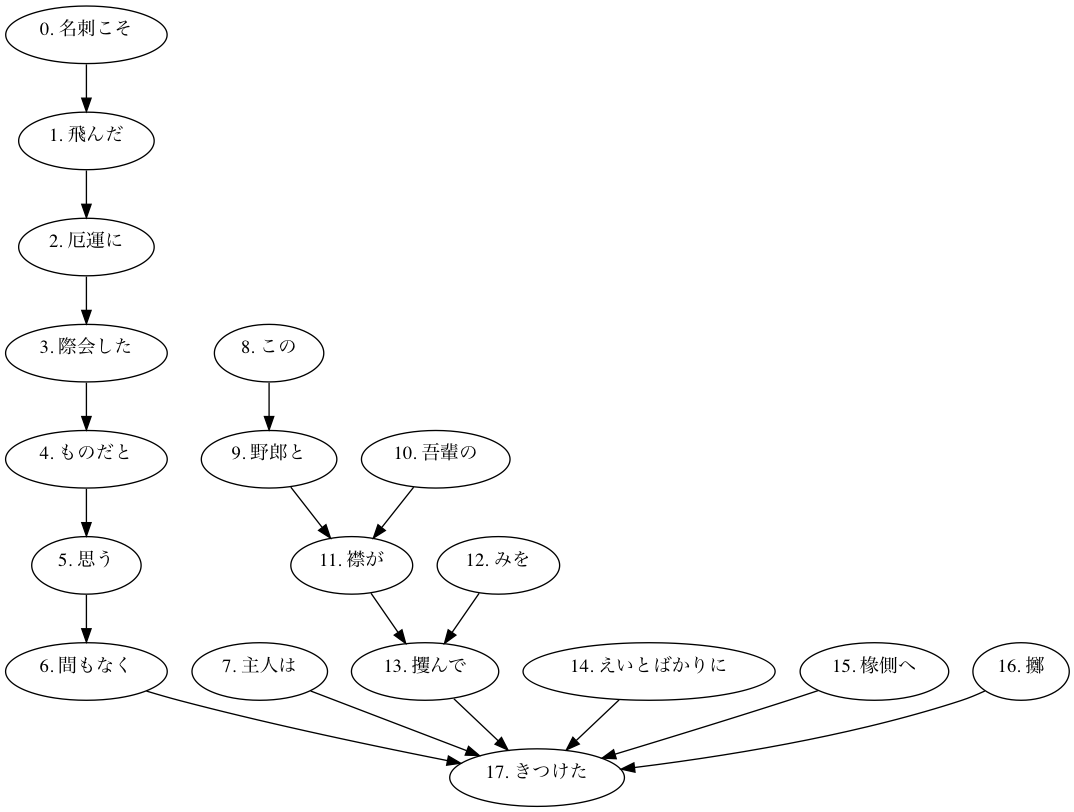 0. 名刺こそ
1. 飛んだ
2. 厄運に
3. 際会した
4. ものだと
5. 思う
6. 間もなく
7. 主人は
8. この
9. 野郎と
10. 吾輩の
11. 襟が
12. みを
13. 攫んで
14. えいとばかりに
15. 椽側へ
16. 擲
17. きつけた